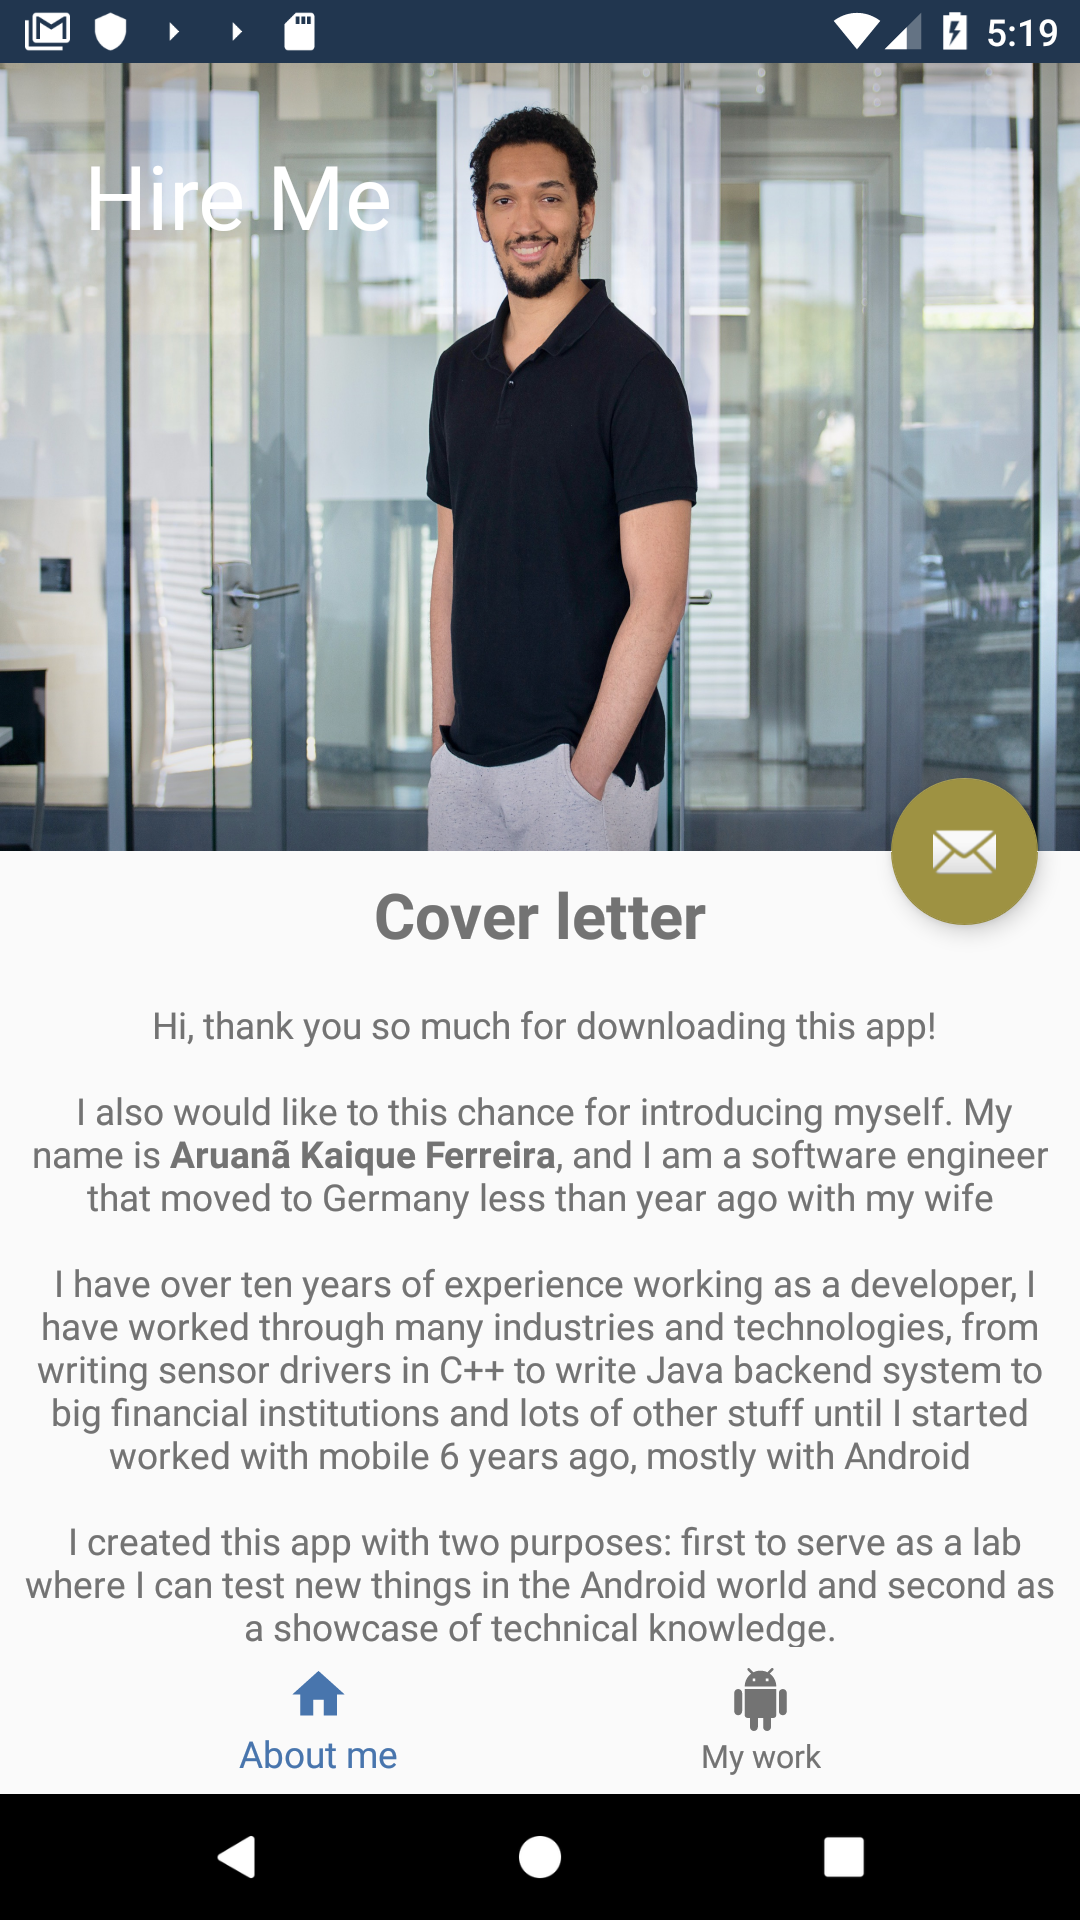 5:19
Hire Me
Cover letter
Hi, thank you so much for downloading this app!
I also would like to this chance for introducing myself. My
name is Aruanã Kaique Ferreira, and I am a software engineer
that moved to Germany less than year ago with my wife
I have over ten years of experience working as a developer, I
have worked through many industries and technologies, from
writing sensor drivers in C++ to write Java backend system to
big financial institutions and lots of other stuff until I started
worked with mobile 6 years ago, mostly with Android
I created this app with two purposes: first to serve as a lab
where I can test new things in the Android world and second as
a showcase of technical knowledge.
About me
My work